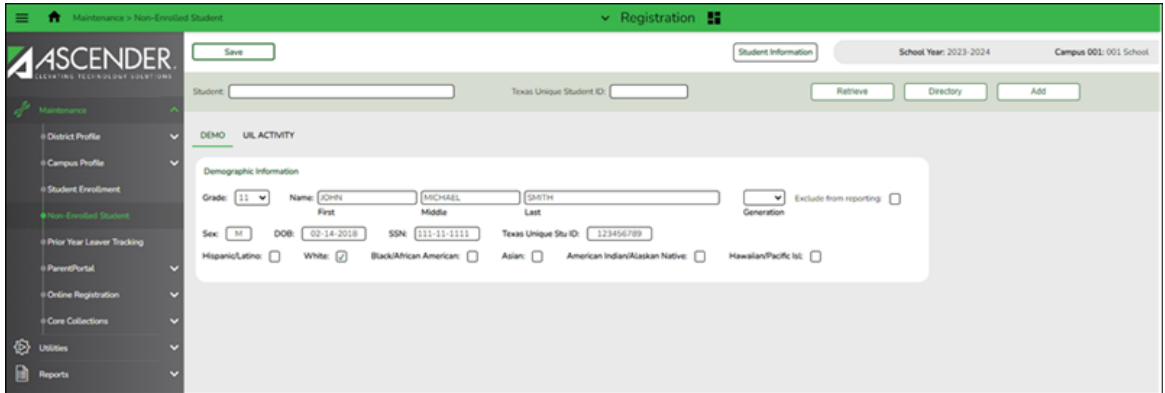 Maintenance > Non-Enrolled Student
Registration
ASCENDER
ELEVATING TECHNOLOGY SOLUTIONS
Save
Student Information
School Year: 2023-2024
Campus 001: 001 School
Student:
Texas Unique Student ID:
Retrieve
Directory
Add
Maintenance
District Profile
Campus Profile
Student Enrollment
Non-Enrolled Student
Prior Year Leaver Tracking
ParentPortal
Online Registration
Core Collections
Utilities
Reports
DEMO UIL ACTIVITY
Demographic Information
Grade: 11 Name: JOHN MICHAEL SMITH Exclude from reporting:
First Middle Last Generation
Sex: M DOB: 02-14-2018 SSN: 111-11-1111 Texas Unique Stu ID: 123456789
Hispanic/Latino: White: Black/African American: Asian: American Indian/Alaskan Native: Hawaiian/Pacific Isl: